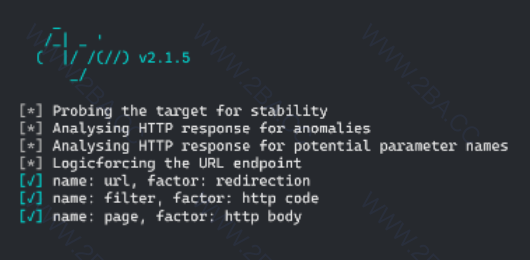 _
   /_| _ '
  (  |/ /(//) v2.1.5
      _/
[*] Probing the target for stability
[*] Analysing HTTP response for anomalies
[*] Analysing HTTP response for potential parameter names
[*] Logicforcing the URL endpoint
[✓] name: url, factor: redirection
[✓] name: filter, factor: http code
[✓] name: page, factor: http body